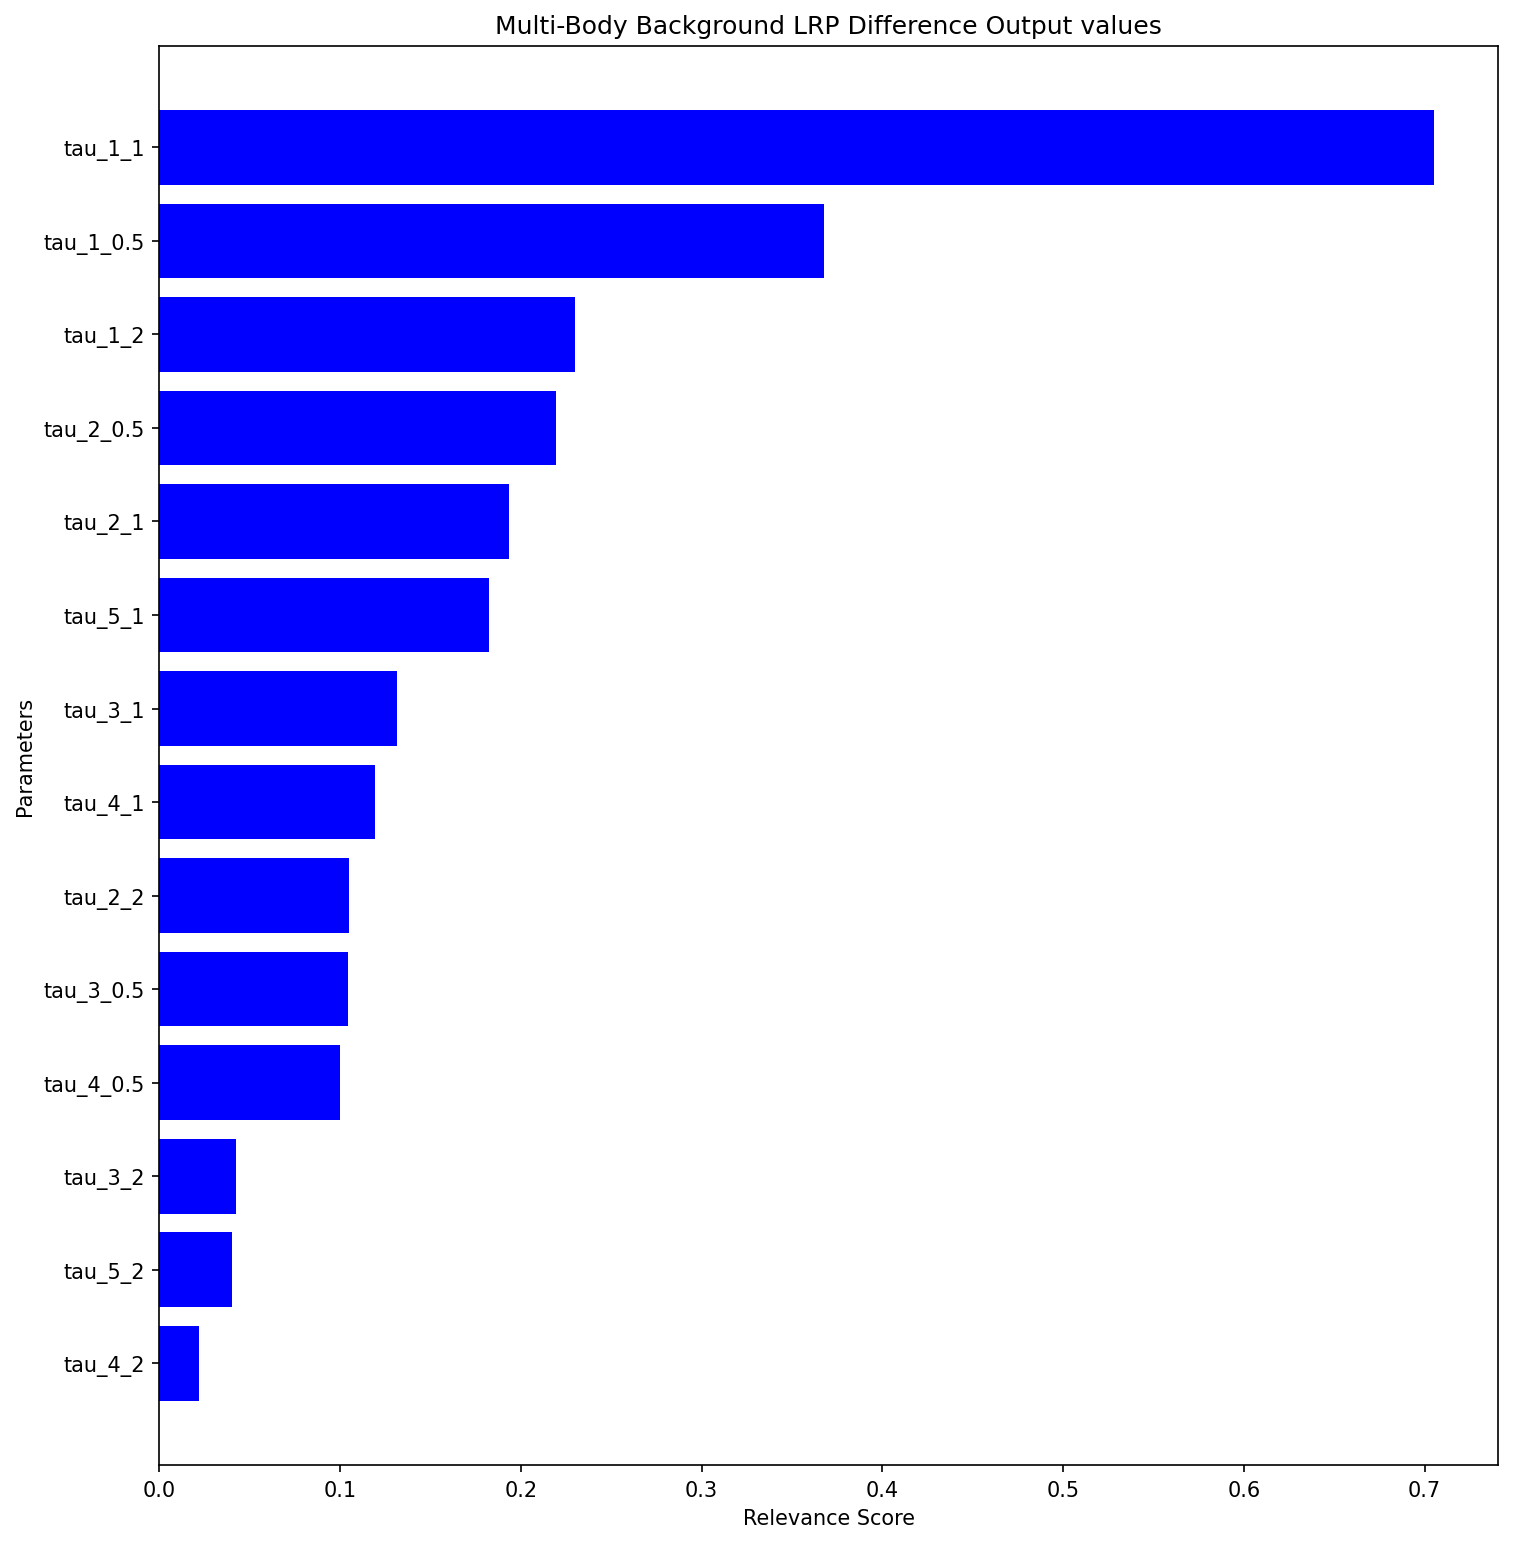 Multi-Body Background LRP Difference Output values
tau_1_1
tau_1_0.5
tau_1_2
tau_2_0.5
tau_2_1
tau_5_1
tau_3_1
tau_4_1
tau_2_2
tau_3_0.5
tau_4_0.5
tau_3_2
tau_5_2
tau_4_2
Parameters
0.0 0.1 0.2 0.3 0.4 0.5 0.6 0.7
Relevance Score